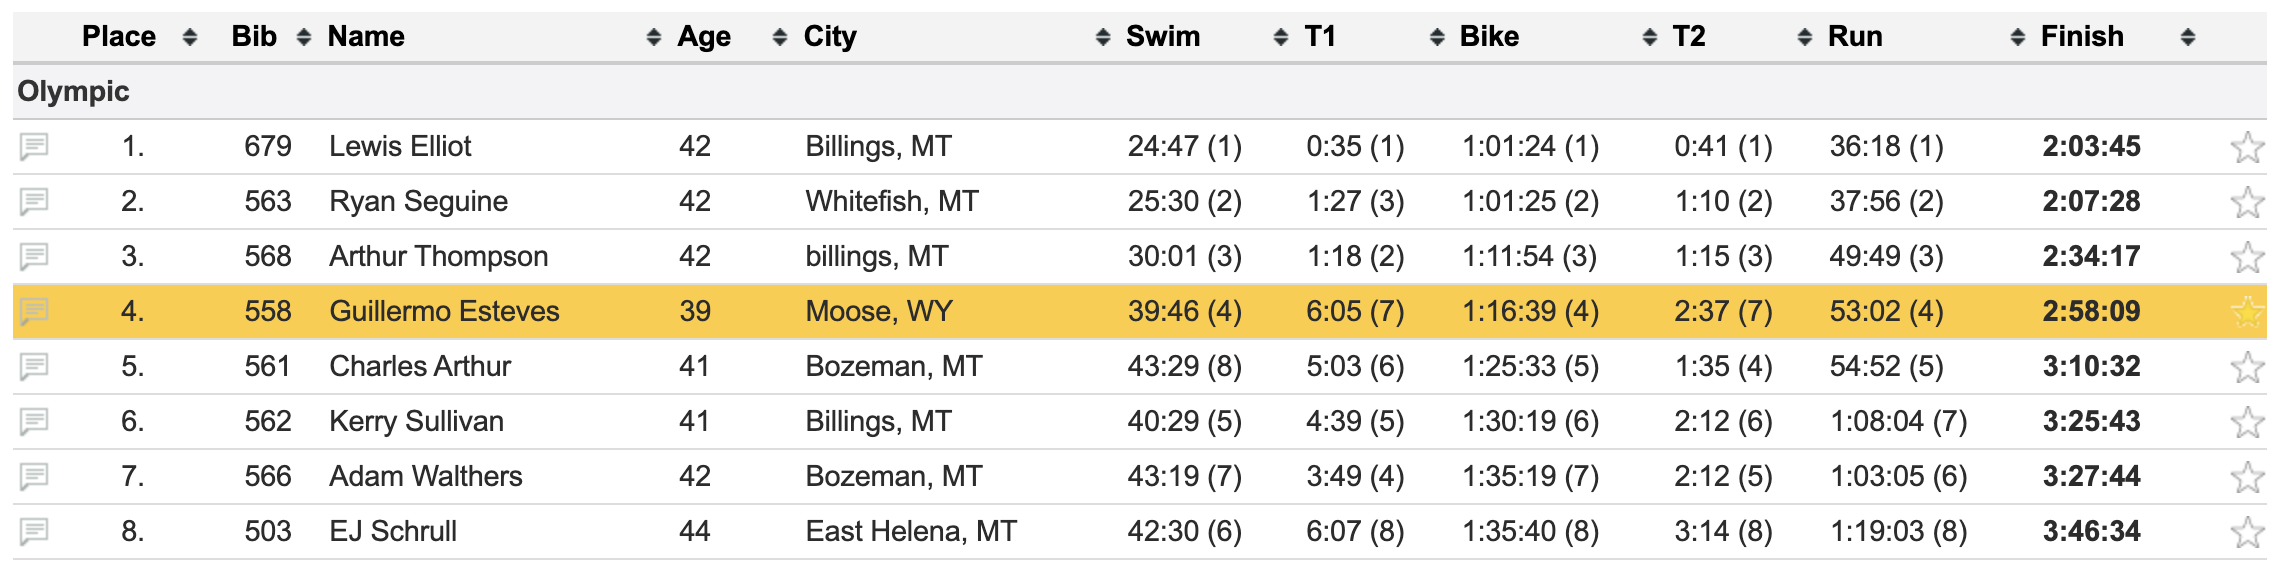 Place Bib Name Age City Swim T1 Bike T2 Run Finish
Olympic
1. 679 Lewis Elliot 42 Billings, MT 24:47 (1) 0:35 (1) 1:01:24 (1) 0:41 (1) 36:18 (1) 2:03:45
2. 563 Ryan Seguine 42 Whitefish, MT 25:30 (2) 1:27 (3) 1:01:25 (2) 1:10 (2) 37:56 (2) 2:07:28
3. 568 Arthur Thompson 42 billings, MT 30:01 (3) 1:18 (2) 1:11:54 (3) 1:15 (3) 49:49 (3) 2:34:17
4. 558 Guillermo Esteves 39 Moose, WY 39:46 (4) 6:05 (7) 1:16:39 (4) 2:37 (7) 53:02 (4) 2:58:09
5. 561 Charles Arthur 41 Bozeman, MT 43:29 (8) 5:03 (6) 1:25:33 (5) 1:35 (4) 54:52 (5) 3:10:32
6. 562 Kerry Sullivan 41 Billings, MT 40:29 (5) 4:39 (5) 1:30:19 (6) 2:12 (6) 1:08:04 (7) 3:25:43
7. 566 Adam Walthers 42 Bozeman, MT 43:19 (7) 3:49 (4) 1:35:19 (7) 2:12 (5) 1:03:05 (6) 3:27:44
8. 503 EJ Schrull 44 East Helena, MT 42:30 (6) 6:07 (8) 1:35:40 (8) 3:14 (8) 1:19:03 (8) 3:46:34